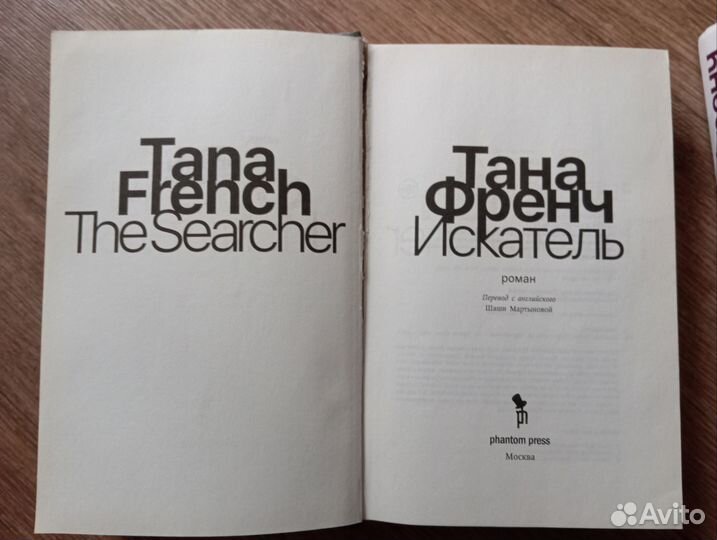 Tana
French
The Searcher
Тана
Френч
Искатель
роман
Перевод с английского
Шаши Мартыновой
phantom press
Москва
Avito